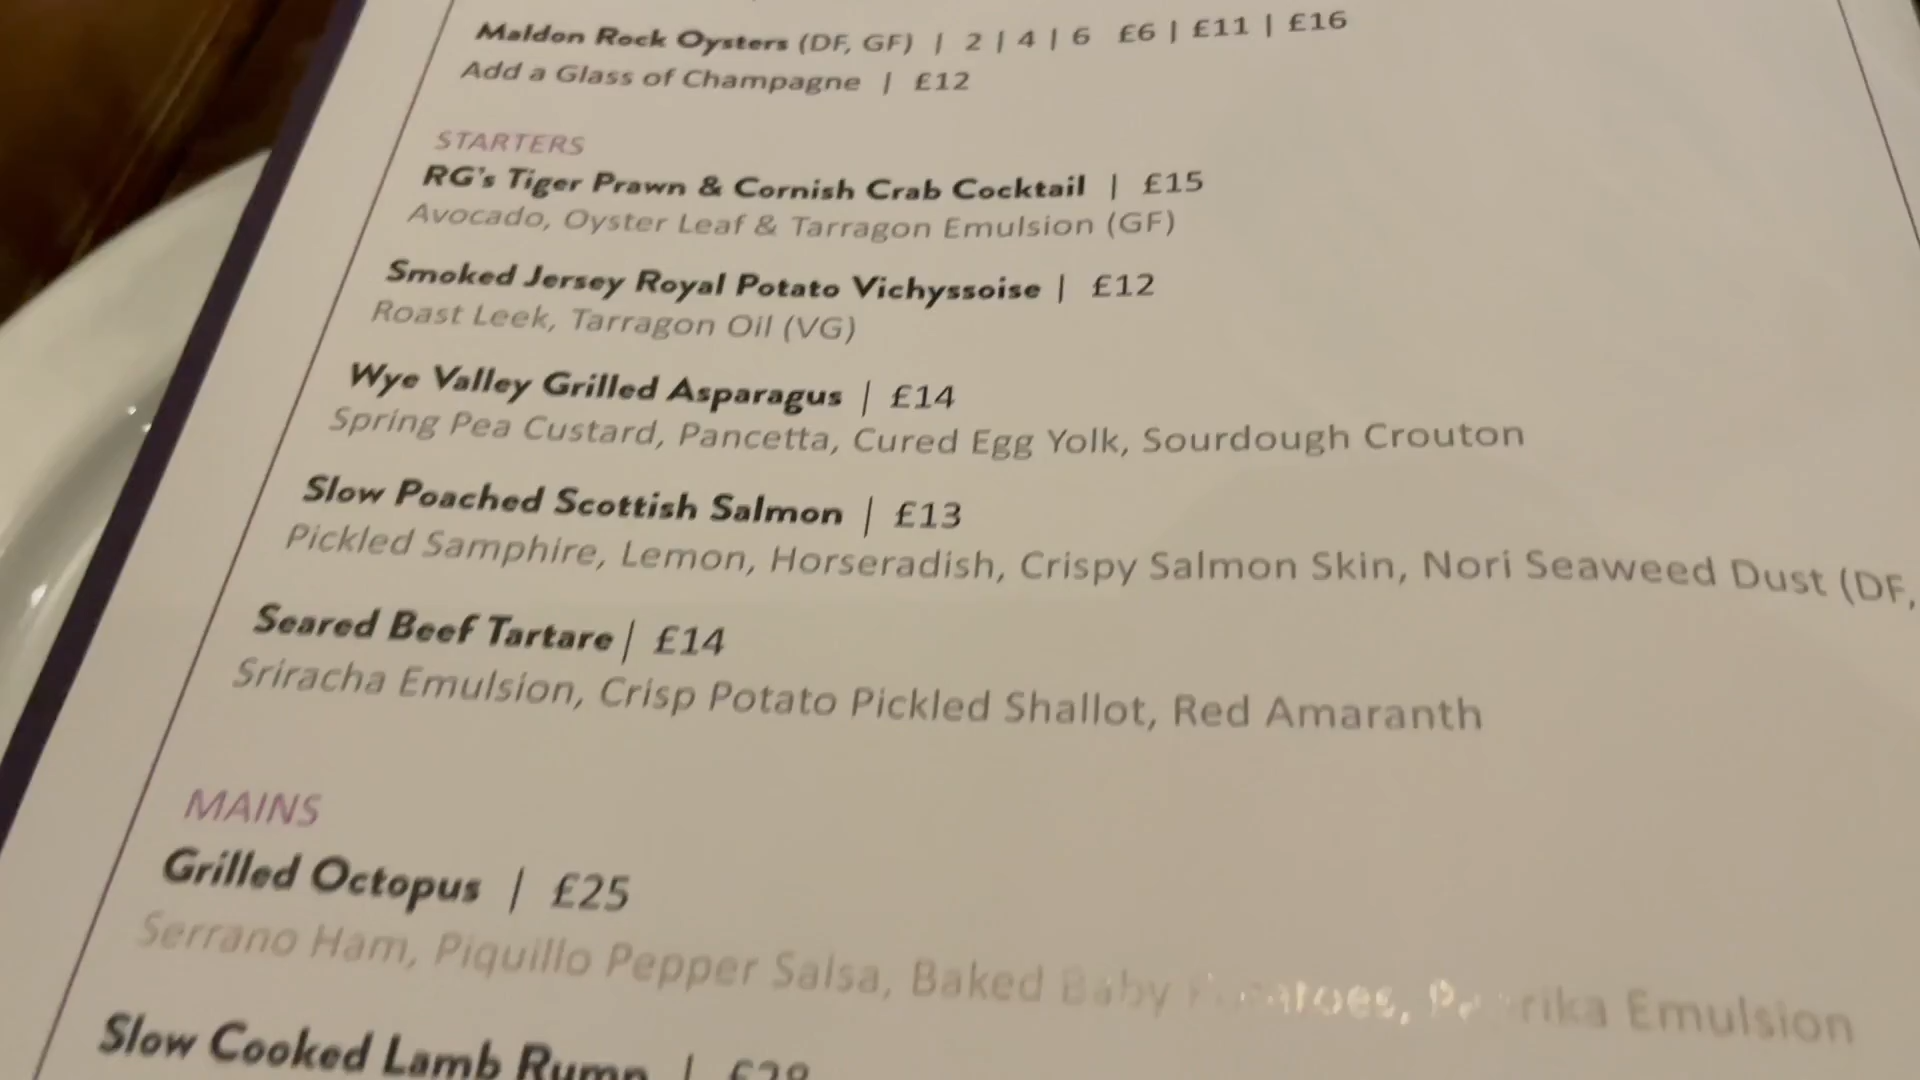 Maldon Rock Oysters (DF, GF) | 2 | 4 | 6 £6 | £11 | £16
Add a Glass of Champagne | £12
STARTERS
RG's Tiger Prawn & Cornish Crab Cocktail | £15
Avocado, Oyster Leaf & Tarragon Emulsion (GF)
Smoked Jersey Royal Potato Vichyssoise | £12
Roast Leek, Tarragon Oil (VG)
Wye Valley Grilled Asparagus | £14
Spring Pea Custard, Pancetta, Cured Egg Yolk, Sourdough Crouton
Slow Poached Scottish Salmon | £13
Pickled Samphire, Lemon, Horseradish, Crispy Salmon Skin, Nori Seaweed Dust (DF,
Seared Beef Tartare | £14
Sriracha Emulsion, Crisp Potato Pickled Shallot, Red Amaranth
MAINS
Grilled Octopus | £25
Serrano Ham, Piquillo Pepper Salsa, Baked Baby Potatoes, Paprika Emulsion
Slow Cooked Lamb Rump | £28